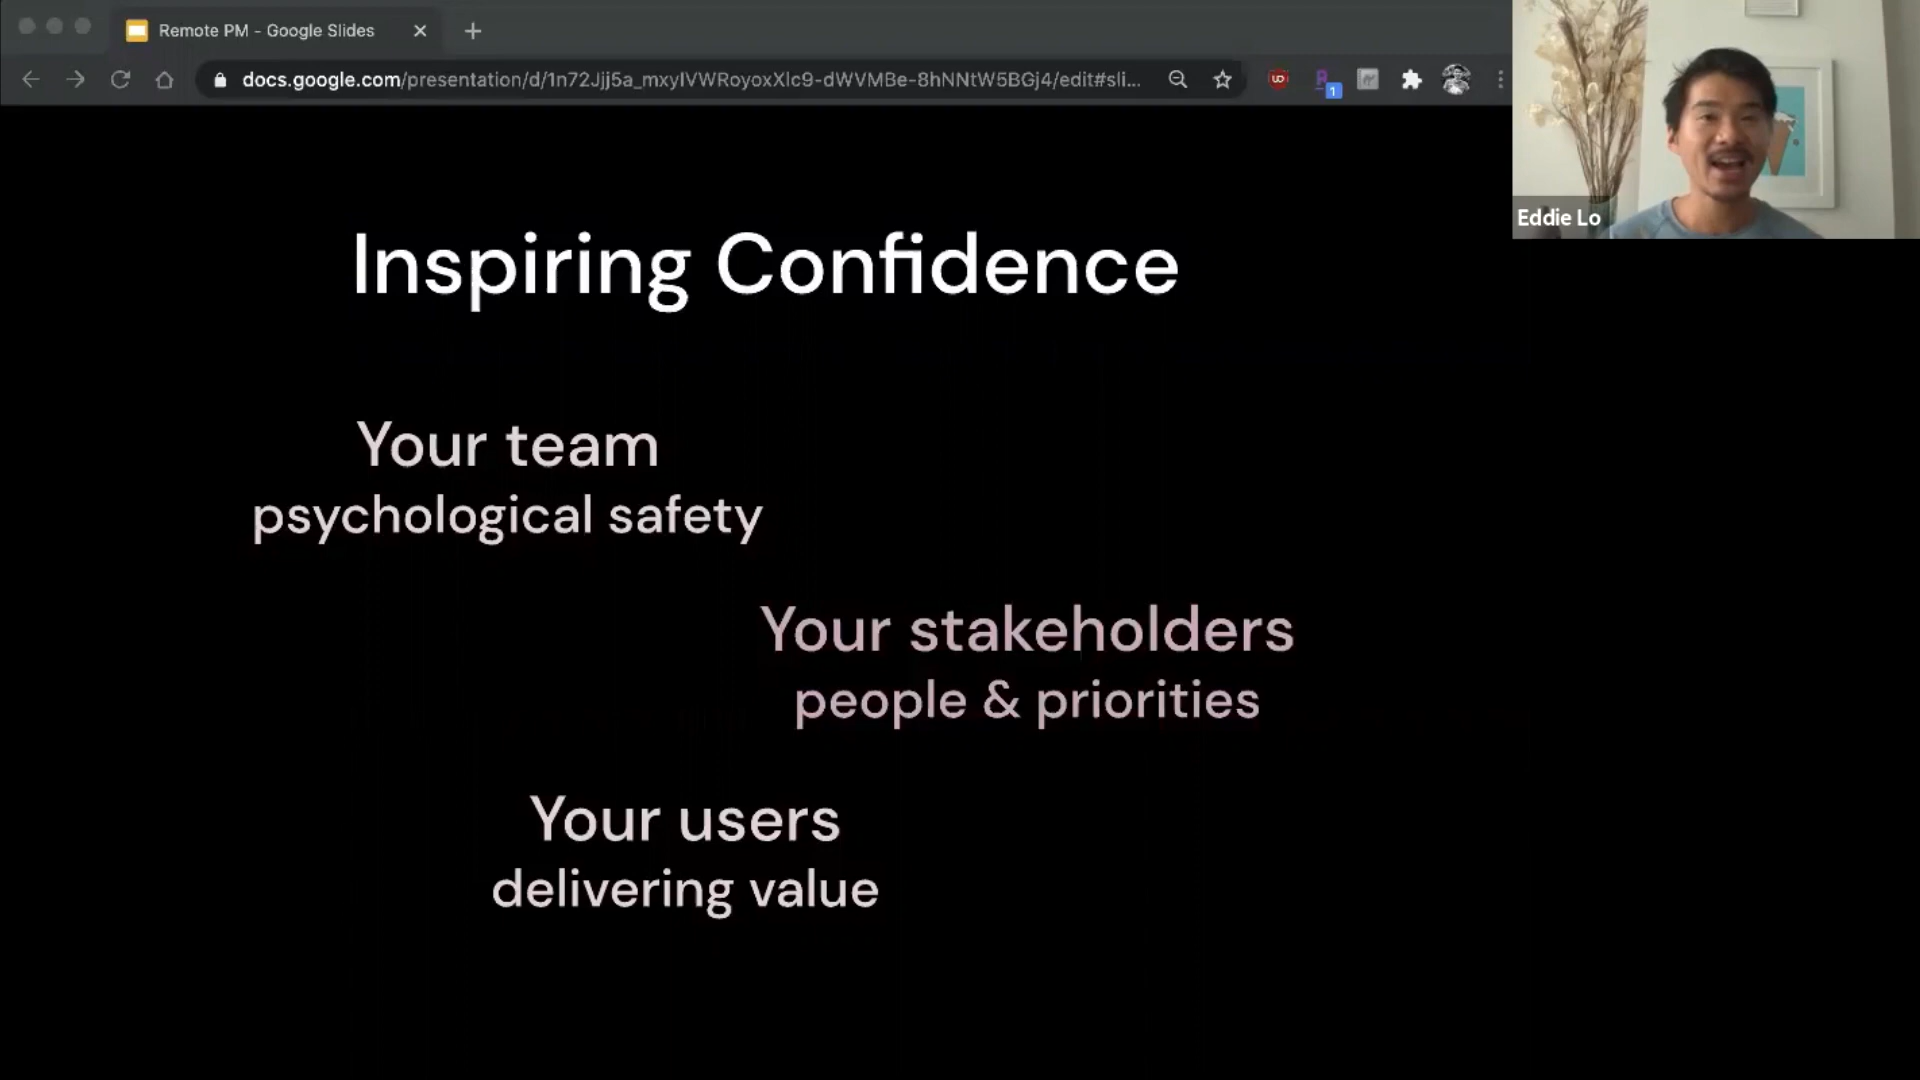 Remote PM - Google Slides
docs.google.com/presentation/d/1n72Jjj5a_mxyIVWRoyoxXlc9-dWVMBe-8hNNtW5BGj4/edit#sli...
1
Eddie Lo
Inspiring Confidence
Your team
psychological safety
Your stakeholders
people & priorities
Your users
delivering value